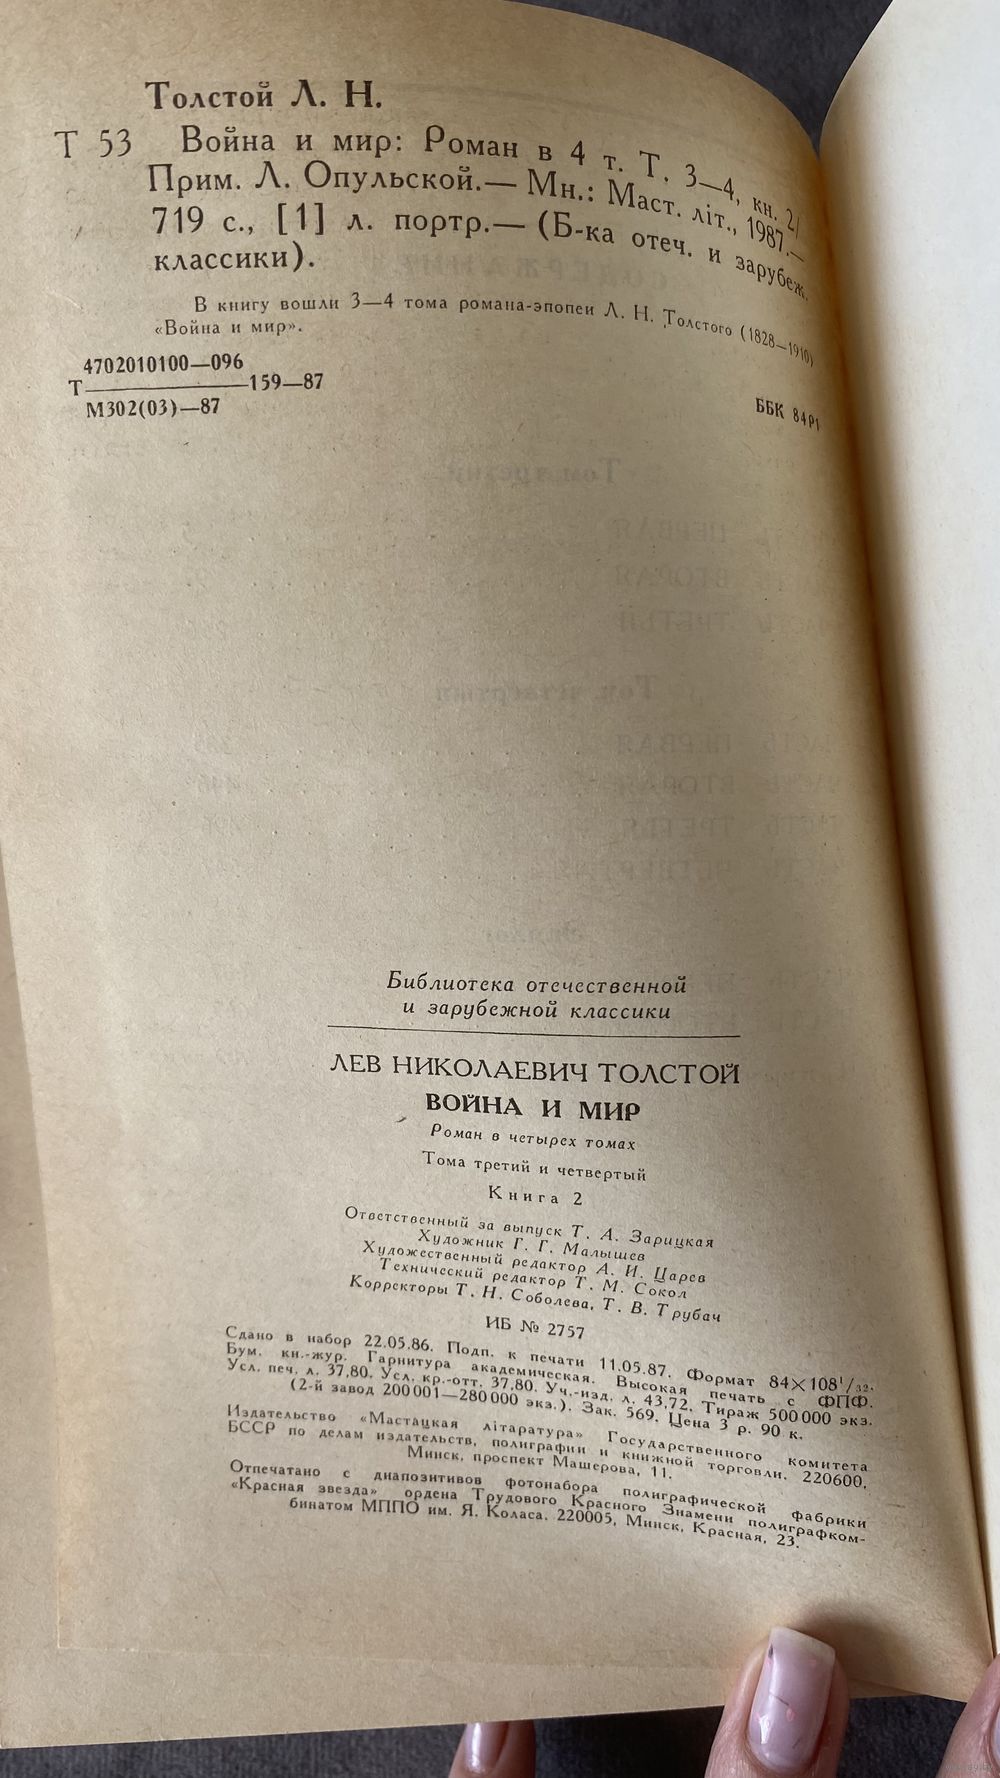 Толстой Л. Н.
Т 53 Война и мир: Роман в 4 т. Т. 3—4, кн. 2/
Прим. Л. Опульской.— Мн.: Маст. літ., 1987.—
719 с., [1] л. портр.— (Б-ка отеч. и зарубеж.
классики).
В книгу вошли 3—4 тома романа-эпопеи Л. Н. Толстого (1828—1910)
«Война и мир».
4702010100—096
Т————159—87
М302(03)—87
ББК 84Р1
Библиотека отечественной
и зарубежной классики
ЛЕВ НИКОЛАЕВИЧ ТОЛСТОЙ
ВОЙНА И МИР
Роман в четырех томах
Тома третий и четвертый
Книга 2
Ответственный за выпуск Т. А. Зарицкая
Художник Г. Г. Малышев
Художественный редактор А. И. Царев
Технический редактор Т. М. Сокол
Корректоры Т. Н. Соболева, Т. В. Трубач
ИБ № 2757
Сдано в набор 22.05.86. Подп. к печати 11.05.87. Формат 84×108¹/₃₂.
Бум. кн.-жур. Гарнитура академическая. Высокая печать с ФПФ.
Усл. печ. л. 37,80. Усл. кр.-отт. 37,80. Уч.-изд. л. 43,72. Тираж 500 000 экз.
(2-й завод 200 001—280 000 экз.). Зак. 569. Цена 3 р. 90 к.
Издательство «Мастацкая літаратура» Государственного комитета
БССР по делам издательств, полиграфии и книжной торговли. 220600,
Минск, проспект Машерова, 11.
Отпечатано с диапозитивов фотонабора полиграфической фабрики
«Красная звезда» ордена Трудового Красного Знамени полиграфком-
бинатом МППО им. Я. Коласа. 220005, Минск, Красная, 23.